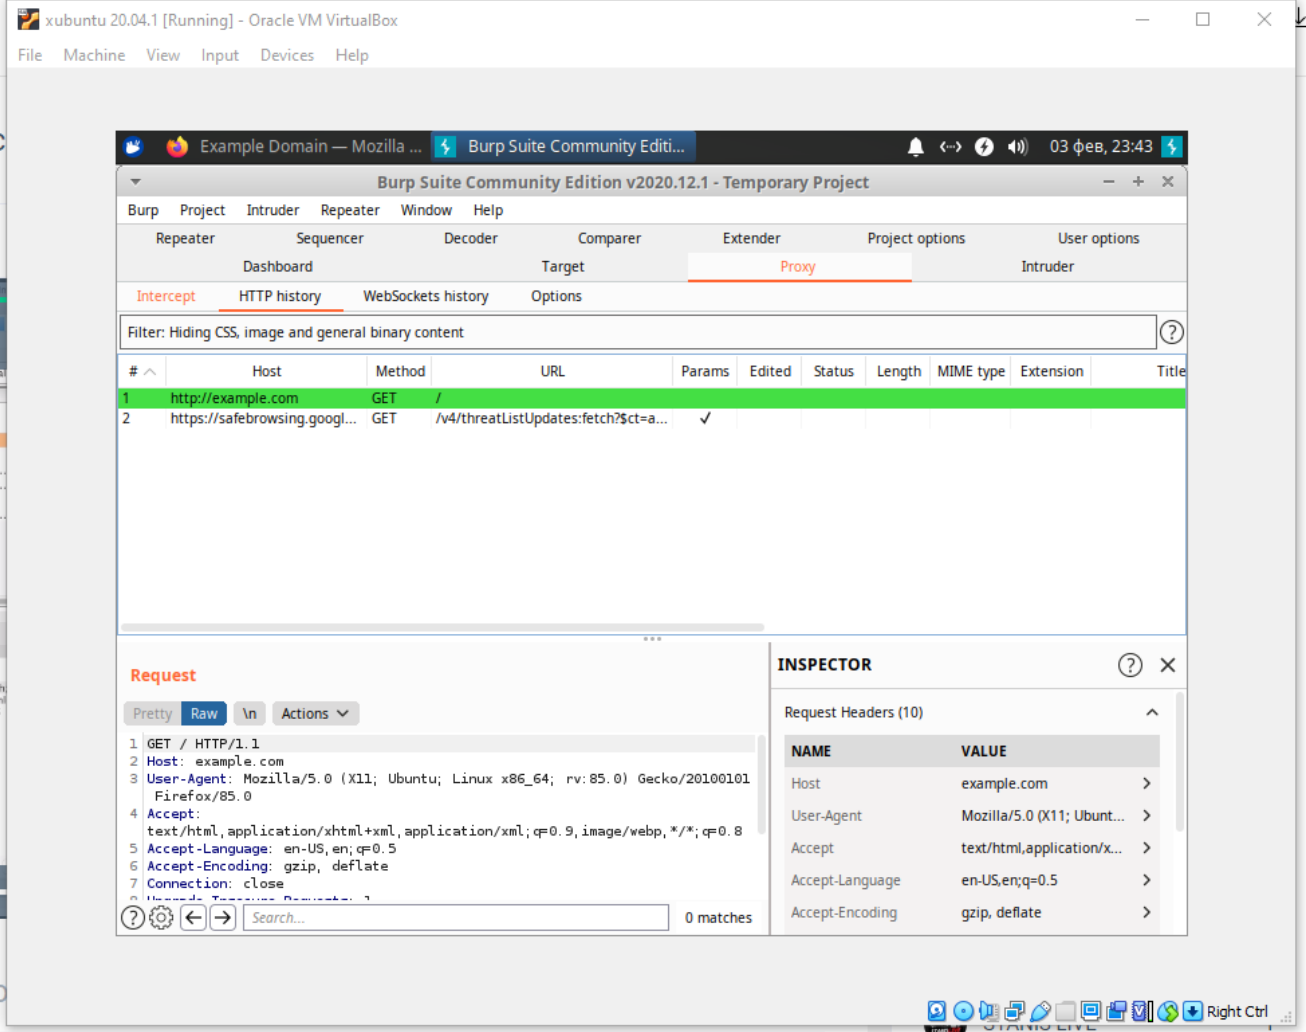 xubuntu 20.04.1 [Running] - Oracle VM VirtualBox
File Machine View Input Devices Help
Example Domain — Mozilla ... Burp Suite Community Editi... 03 фев, 23:43
Burp Suite Community Edition v2020.12.1 - Temporary Project
Burp Project Intruder Repeater Window Help
Repeater Sequencer Decoder Comparer Extender Project options User options
Dashboard Target Proxy Intruder
Intercept HTTP history WebSockets history Options
Filter: Hiding CSS, image and general binary content
# Host Method URL Params Edited Status Length MIME type Extension Title
1 http://example.com GET /
2 https://safebrowsing.googl... GET /v4/threatListUpdates:fetch?$ct=a... ✓
Request
Pretty Raw \n Actions
1 GET / HTTP/1.1
2 Host: example.com
3 User-Agent: Mozilla/5.0 (X11; Ubuntu; Linux x86_64; rv:85.0) Gecko/20100101
Firefox/85.0
4 Accept:
text/html,application/xhtml+xml,application/xml;q=0.9,image/webp,*/*;q=0.8
5 Accept-Language: en-US,en;q=0.5
6 Accept-Encoding: gzip, deflate
7 Connection: close
Search... 0 matches
INSPECTOR
Request Headers (10)
NAME VALUE
Host example.com
User-Agent Mozilla/5.0 (X11; Ubunt...
Accept text/html,application/x...
Accept-Language en-US,en;q=0.5
Accept-Encoding gzip, deflate
Right Ctrl